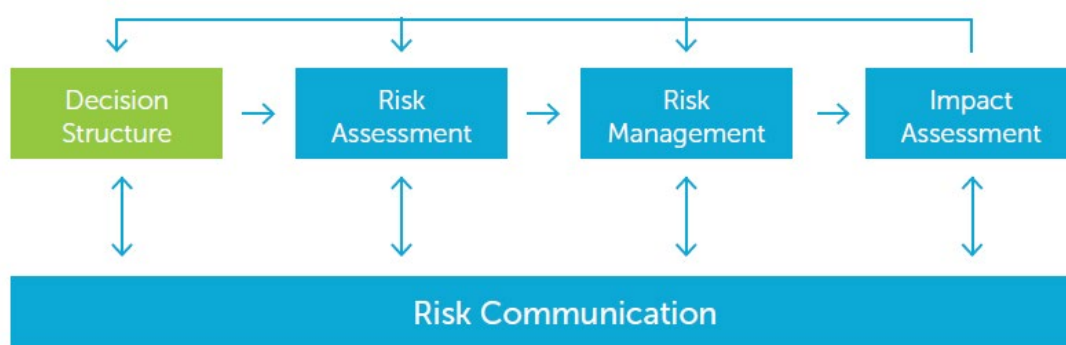 Decision
Structure
Risk
Assessment
Risk
Management
Impact
Assessment
Risk Communication